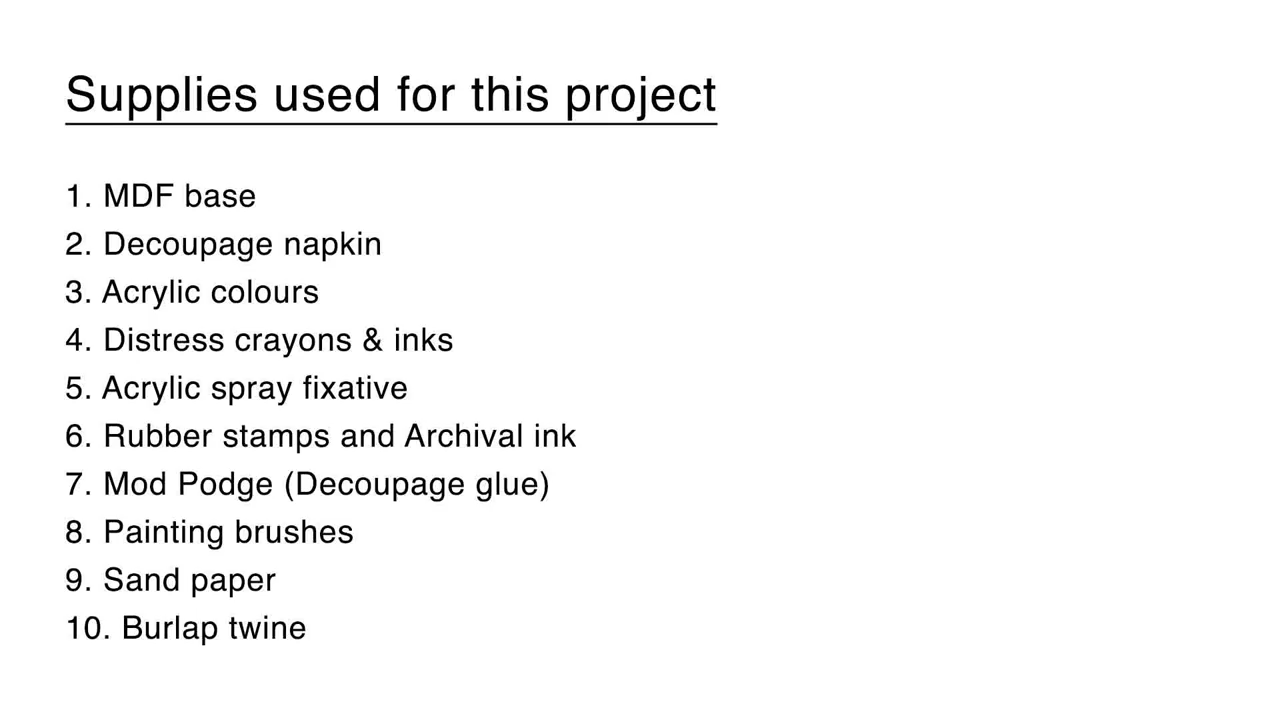 Supplies used for this project
1. MDF base
2. Decoupage napkin
3. Acrylic colours
4. Distress crayons & inks
5. Acrylic spray fixative
6. Rubber stamps and Archival ink
7. Mod Podge (Decoupage glue)
8. Painting brushes
9. Sand paper
10. Burlap twine